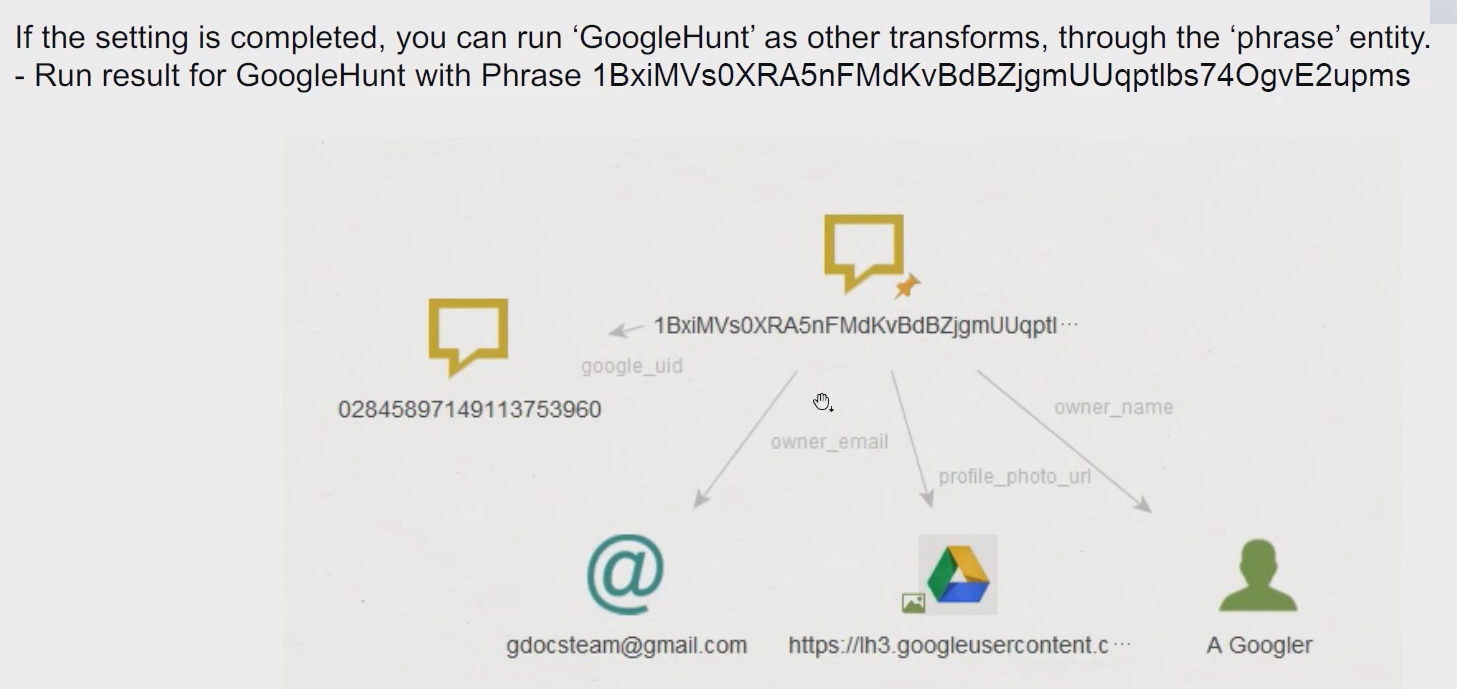 If the setting is completed, you can run ‘GoogleHunt’ as other transforms, through the ‘phrase’ entity.
- Run result for GoogleHunt with Phrase 1BxiMVs0XRA5nFMdKvBdBZjgmUUqptlbs74OgvE2upms
1BxiMVs0XRA5nFMdKvBdBZjgmUUqptl···
google_uid
02845897149113753960
owner_name
owner_email
profile_photo_url
@
gdocsteam@gmail.com
https://lh3.googleusercontent.c···
A Googler